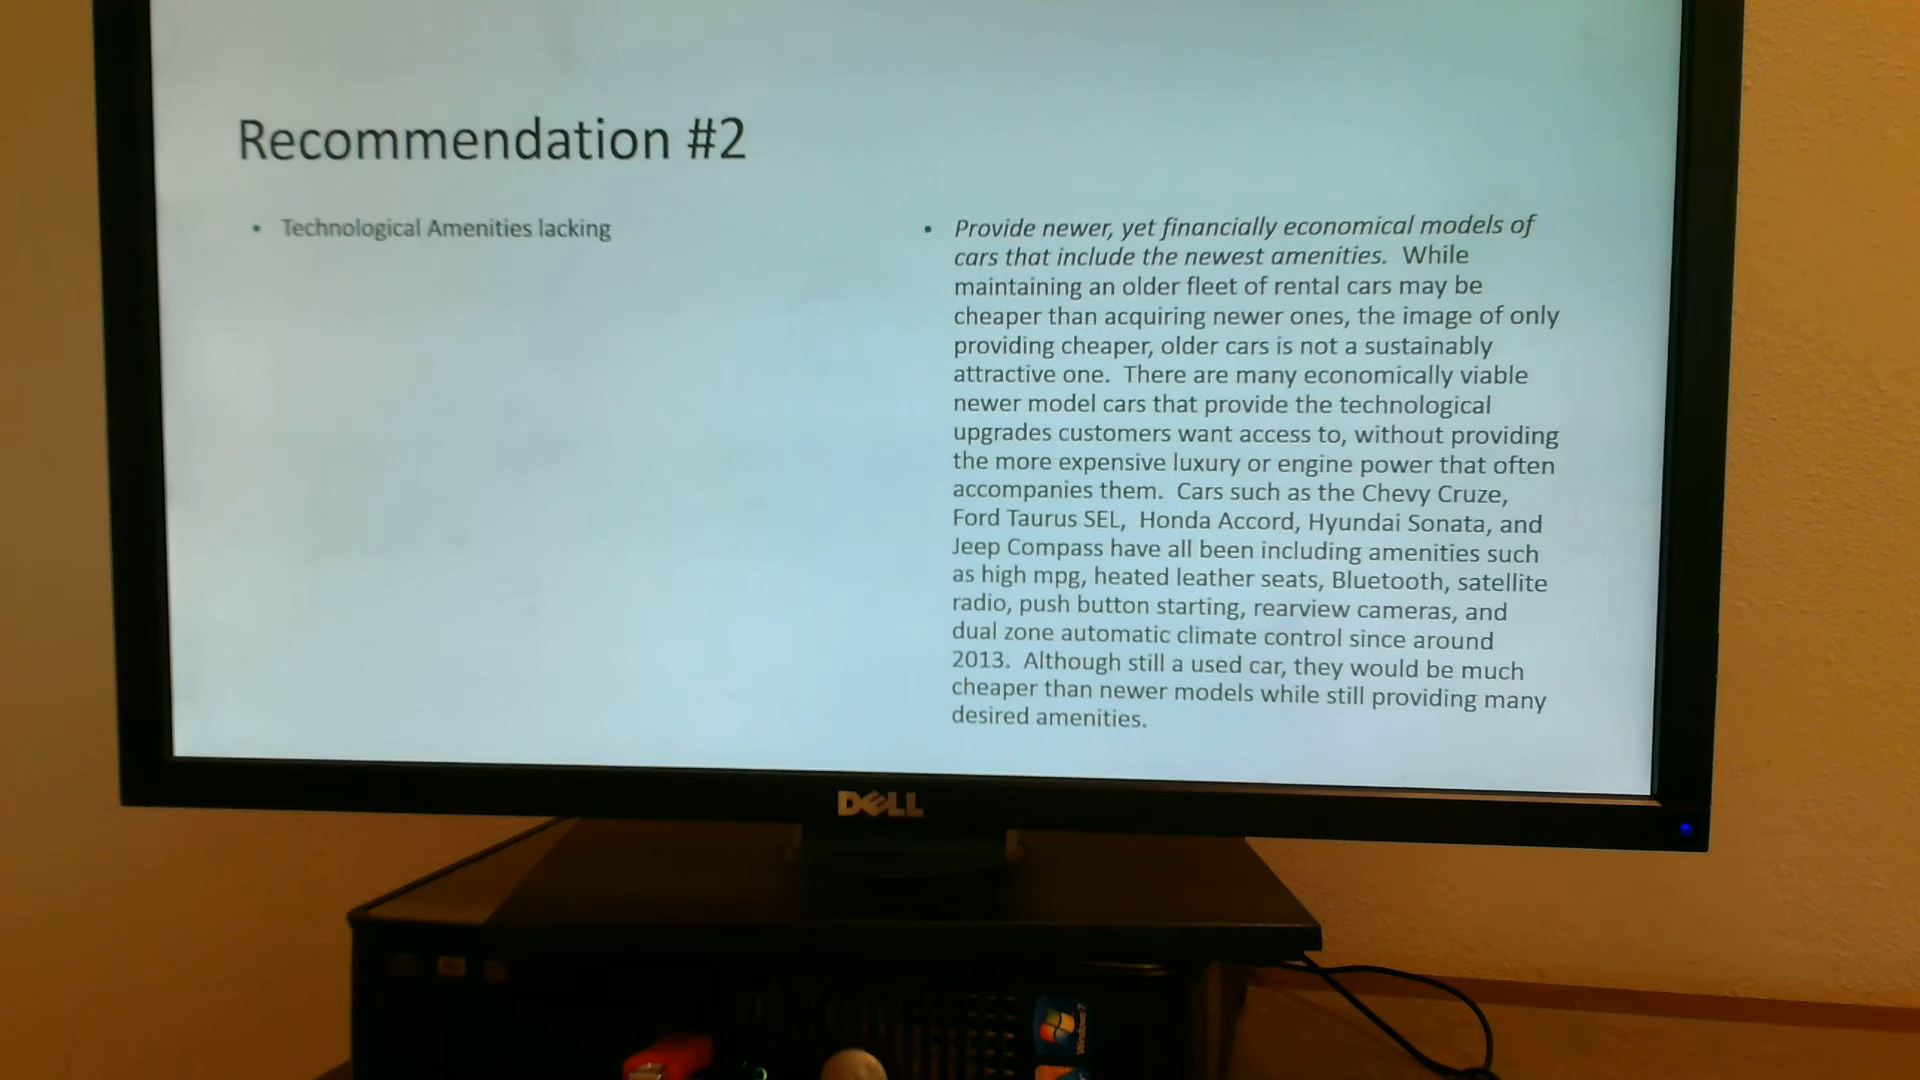 Recommendation #2
• Technological Amenities lacking
• Provide newer, yet financially economical models of
cars that include the newest amenities.  While
maintaining an older fleet of rental cars may be
cheaper than acquiring newer ones, the image of only
providing cheaper, older cars is not a sustainably
attractive one.  There are many economically viable
newer model cars that provide the technological
upgrades customers want access to, without providing
the more expensive luxury or engine power that often
accompanies them.  Cars such as the Chevy Cruze,
Ford Taurus SEL,  Honda Accord, Hyundai Sonata, and
Jeep Compass have all been including amenities such
as high mpg, heated leather seats, Bluetooth, satellite
radio, push button starting, rearview cameras, and
dual zone automatic climate control since around
2013.  Although still a used car, they would be much
cheaper than newer models while still providing many
desired amenities.
DELL
Windows 7